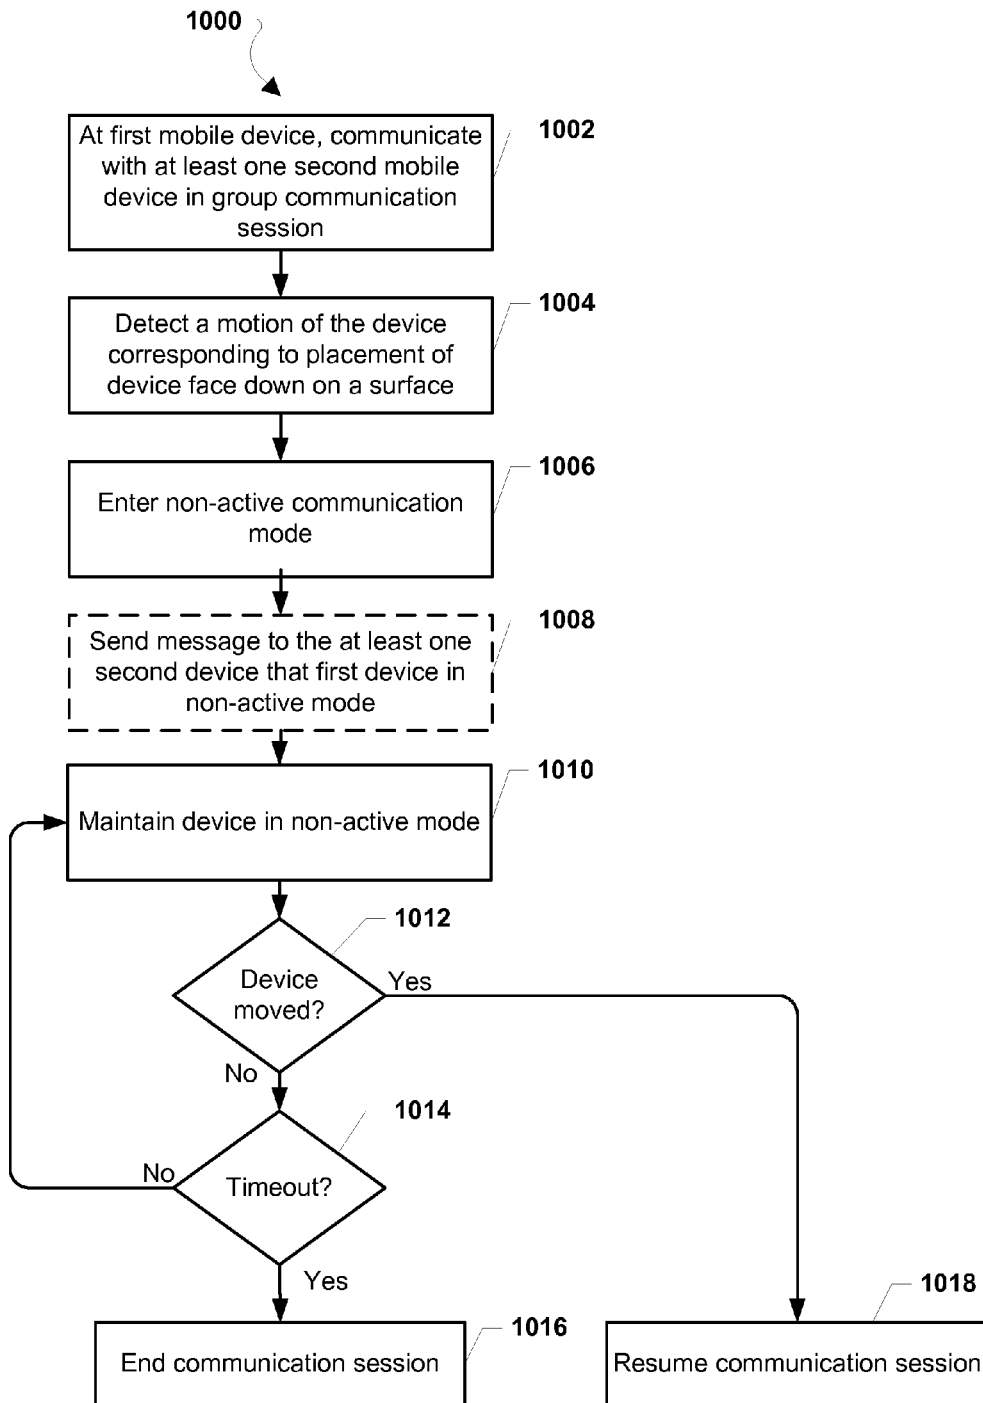 1000
At first mobile device, communicate
with at least one second mobile
device in group communication
session
1002
Detect a motion of the device
corresponding to placement of
device face down on a surface
1004
Enter non-active communication
mode
1006
Send message to the at least one
second device that first device in
non-active mode
1008
Maintain device in non-active mode
1010
Device
moved?
1012
Yes
No
Timeout?
1014
No
Yes
End communication session
1016
Resume communication session
1018